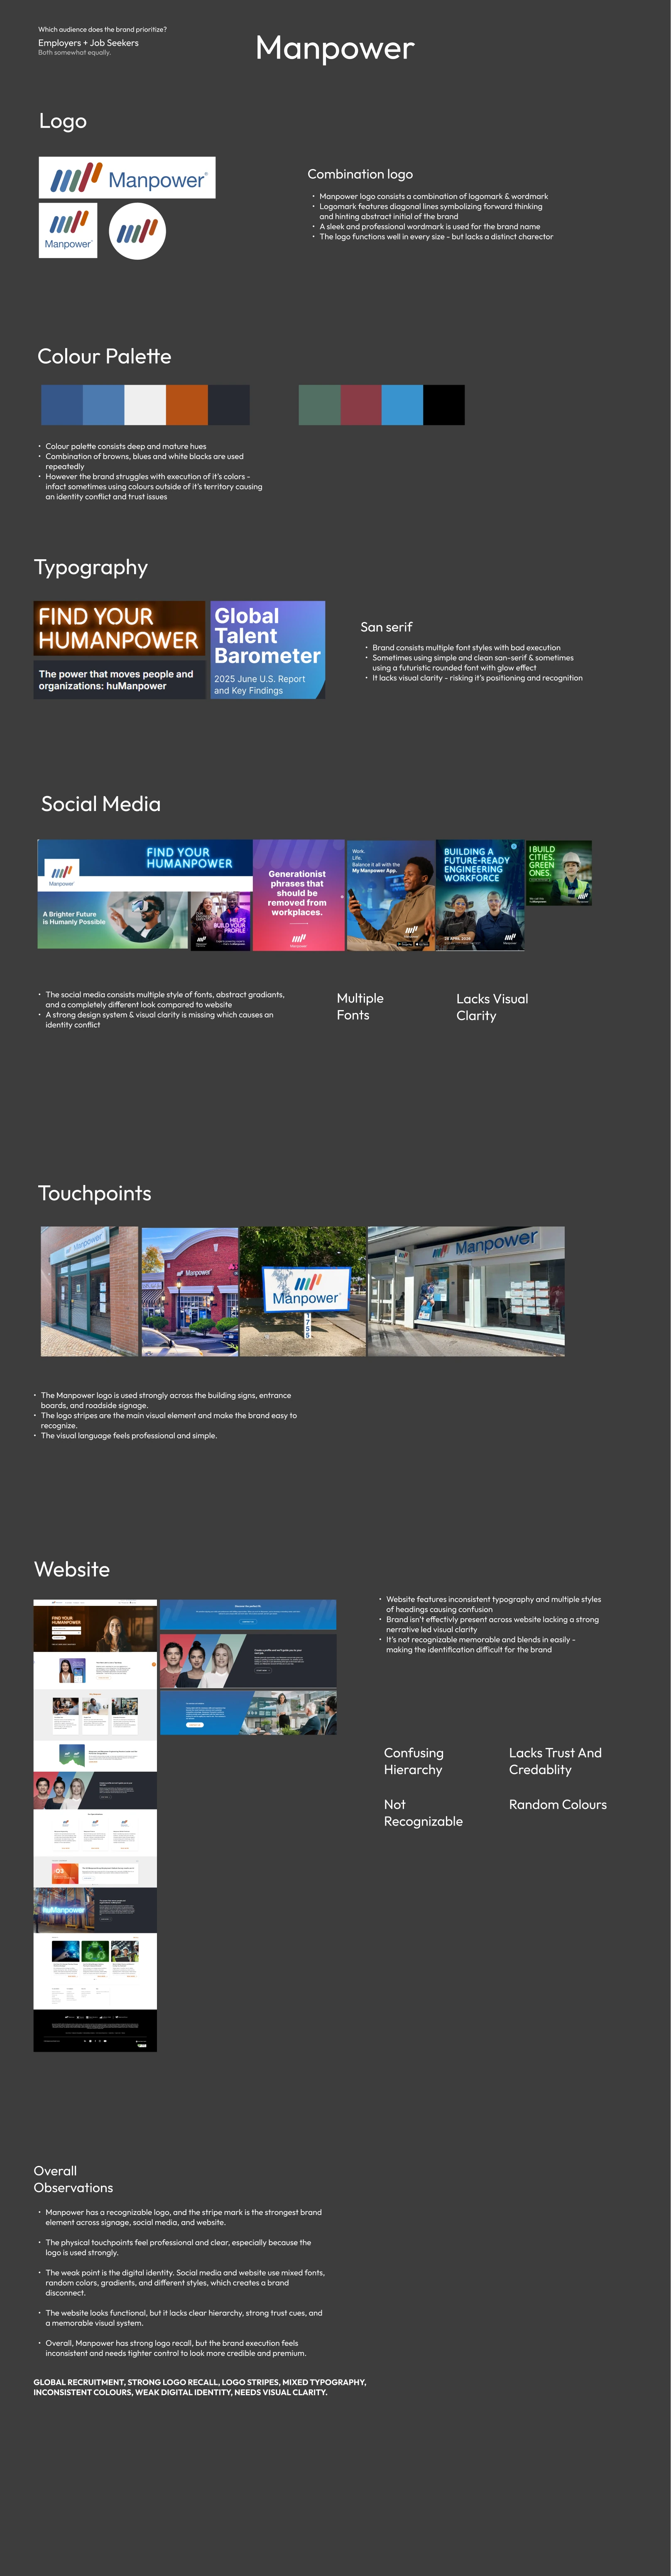 Which audience does the brand prioritize?
Employers + Job Seekers
Both somewhat equally.
Manpower
Logo
Manpower
Manpower
Combination logo
• Manpower logo consists a combination of logomark & wordmark
• Logomark features diagonal lines symbolizing forward thinking
and hinting abstract initial of the brand
• A sleek and professional wordmark is used for the brand name
• The logo functions well in every size - but lacks a distinct charector
Colour Palette
• Colour palette consists deep and mature hues
• Combination of browns, blues and white blacks are used
repeatedly
• However the brand struggles with execution of it's colors -
infact sometimes using colours outside of it's territory causing
an identity conflict and trust issues
Typography
FIND YOUR
HUMANPOWER
The power that moves people and
organizations: huManpower
Global
Talent
Barometer
2025 June U.S. Report
and Key Findings
San serif
• Brand consists multiple font styles with bad execution
• Sometimes using simple and clean san-serif & sometimes
using a futuristic rounded font with glow effect
• It lacks visual clarity - risking it's positioning and recognition
Social Media
FIND YOUR
HUMANPOWER
Manpower
A Brighter Future
is Humanly Possible
HELPS
BUILD YOUR
PROFILE
Generationist
phrases that
should be
removed from
workplaces.
Work.
Life.
Balance it all with the
My Manpower App.
BUILDING A
FUTURE-READY
ENGINEERING
WORKFORCE
I BUILD
CITIES.
GREEN
ONES.
• The social media consists multiple style of fonts, abstract gradiants,
and a completely different look compared to website
• A strong design system & visual clarity is missing which causes an
identity conflict
Multiple
Fonts
Lacks Visual
Clarity
Touchpoints
Manpower
Manpower
Manpower
Manpower
• The Manpower logo is used strongly across the building signs, entrance
boards, and roadside signage.
• The logo stripes are the main visual element and make the brand easy to
recognize.
• The visual language feels professional and simple.
Website
FIND YOUR
HUMANPOWER
huManpower
• Website features inconsistent typography and multiple styles
of headings causing confusion
• Brand isn't effectivly present across website lacking a strong
nerrative led visual clarity
• It's not recognizable memorable and blends in easily -
making the identification difficult for the brand
Confusing
Hierarchy
Lacks Trust And
Credablity
Not
Recognizable
Random Colours
Overall
Observations
• Manpower has a recognizable logo, and the stripe mark is the strongest brand
element across signage, social media, and website.
• The physical touchpoints feel professional and clear, especially because the
logo is used strongly.
• The weak point is the digital identity. Social media and website use mixed fonts,
random colors, gradients, and different styles, which creates a brand
disconnect.
• The website looks functional, but it lacks clear hierarchy, strong trust cues, and
a memorable visual system.
• Overall, Manpower has strong logo recall, but the brand execution feels
inconsistent and needs tighter control to look more credible and premium.
GLOBAL RECRUITMENT, STRONG LOGO RECALL, LOGO STRIPES, MIXED TYPOGRAPHY,
INCONSISTENT COLOURS, WEAK DIGITAL IDENTITY, NEEDS VISUAL CLARITY.